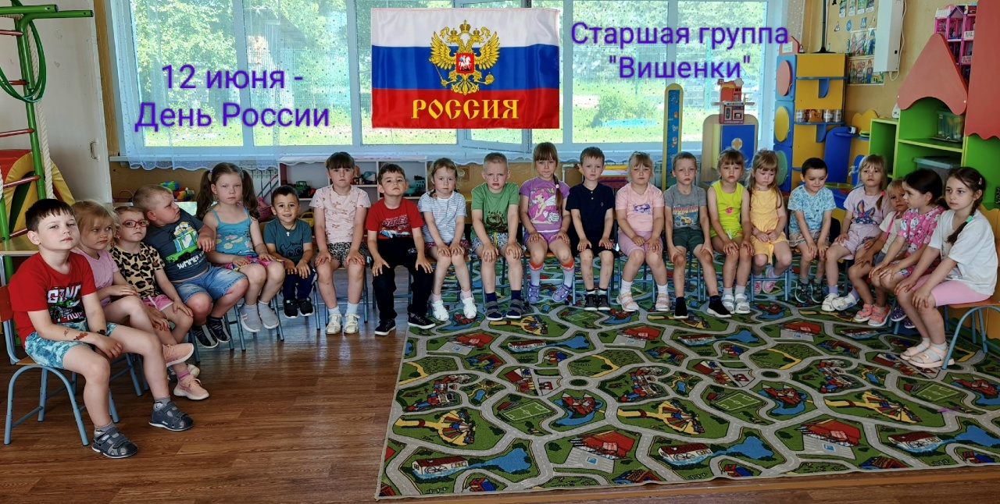 12 июня -
День России
РОССИЯ
Старшая группа
"Вишенки"